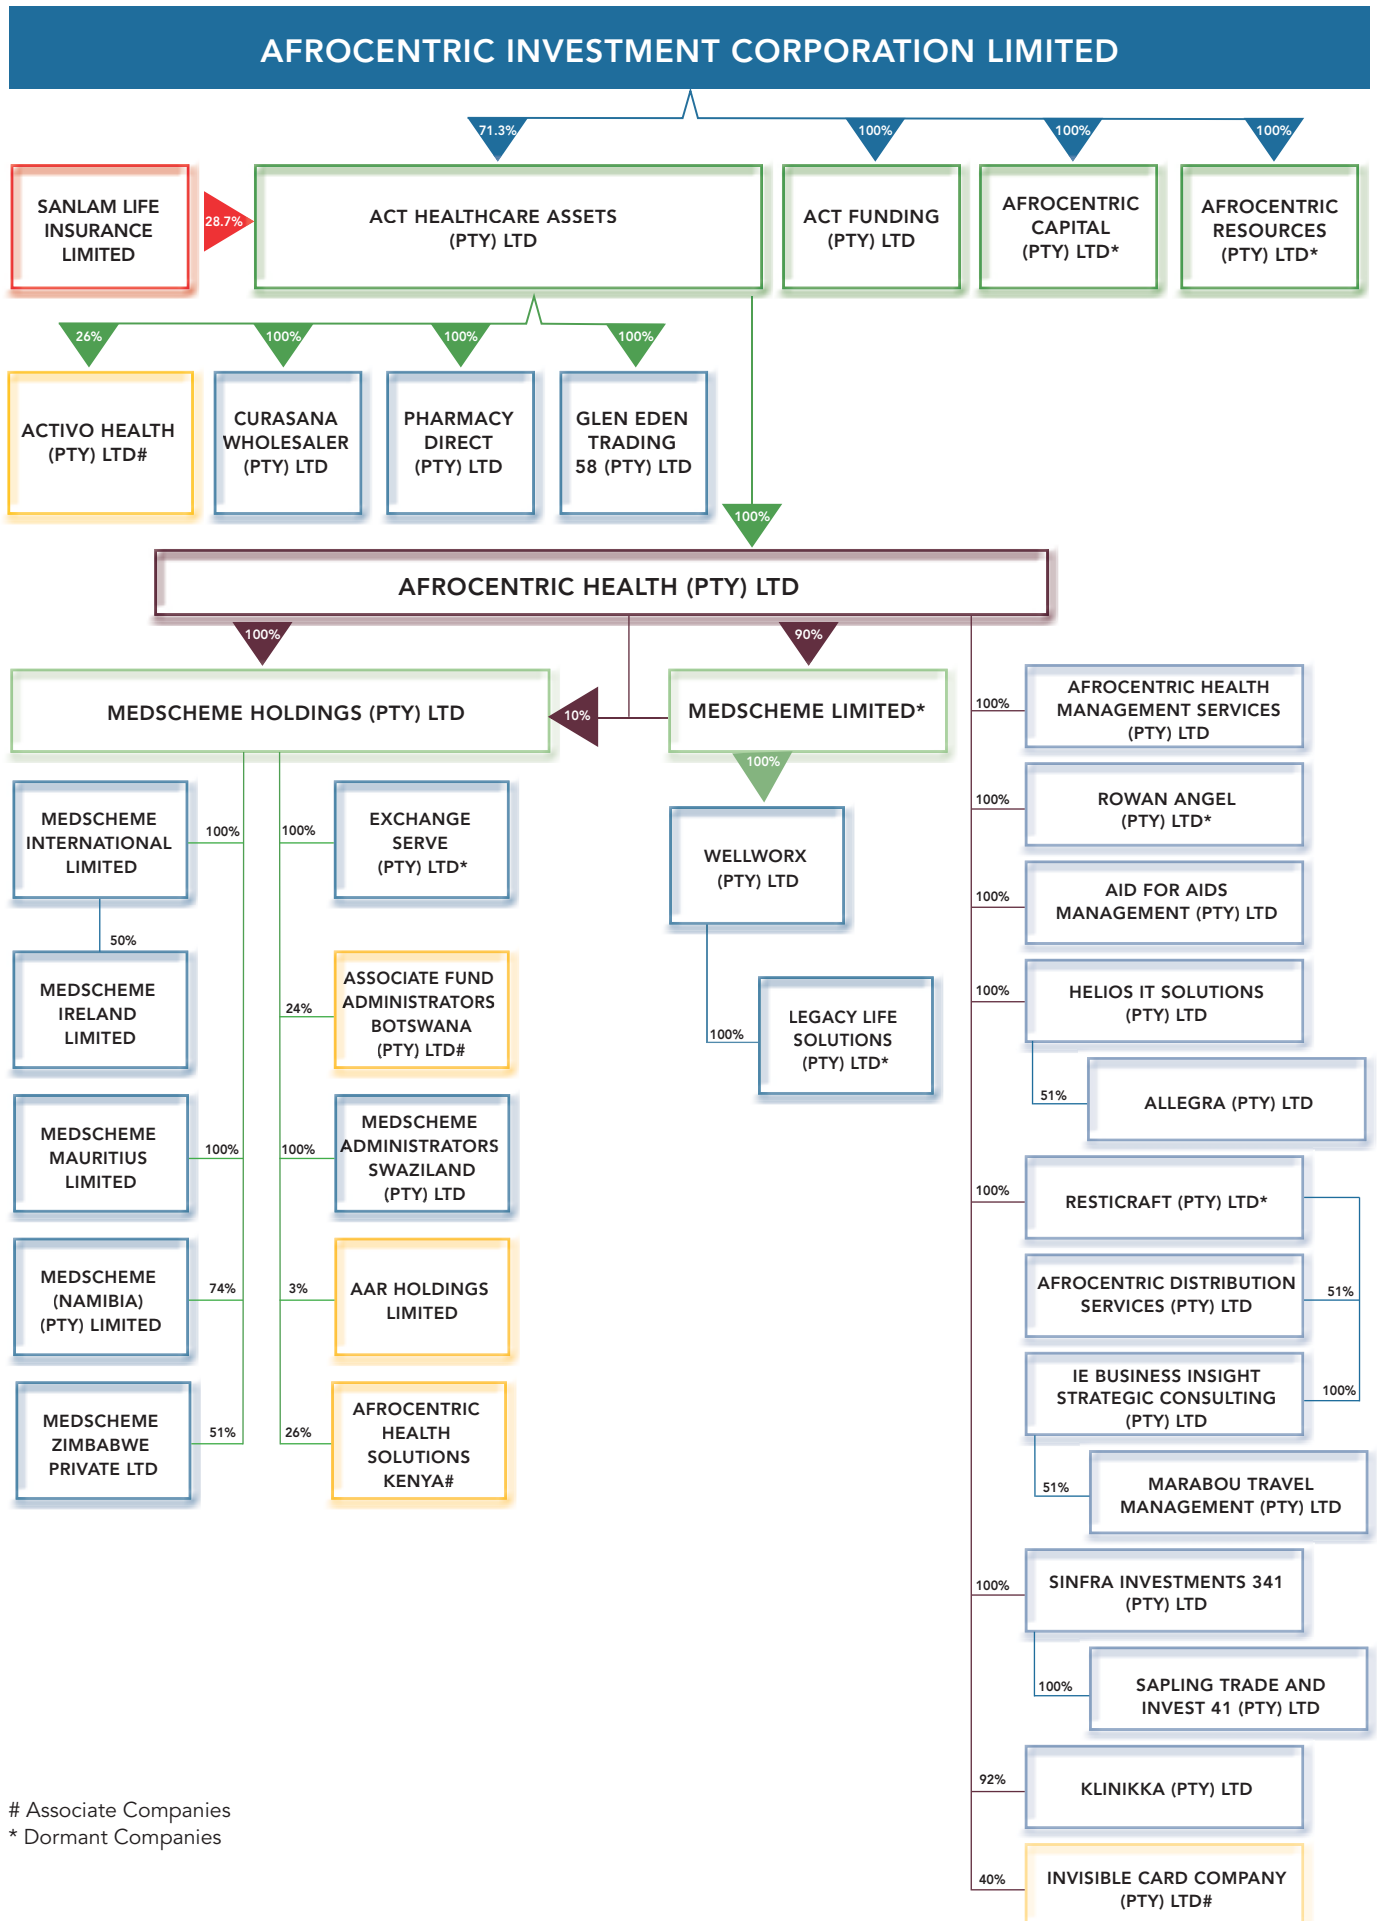 AFROCENTRIC INVESTMENT CORPORATION LIMITED
71.3%
100%
100%
100%
SANLAM LIFE
INSURANCE
LIMITED
28.7%
ACT HEALTHCARE ASSETS
(PTY) LTD
ACT FUNDING
(PTY) LTD
AFROCENTRIC
CAPITAL
(PTY) LTD*
AFROCENTRIC
RESOURCES
(PTY) LTD*
26%
100%
100%
100%
ACTIVO HEALTH
(PTY) LTD#
CURASANA
WHOLESALER
(PTY) LTD
PHARMACY
DIRECT
(PTY) LTD
GLEN EDEN
TRADING
58 (PTY) LTD
100%
AFROCENTRIC HEALTH (PTY) LTD
100%
90%
MEDSCHEME HOLDINGS (PTY) LTD
10%
MEDSCHEME LIMITED*
100%
MEDSCHEME
INTERNATIONAL
LIMITED
100%
50%
MEDSCHEME
IRELAND
LIMITED
MEDSCHEME
MAURITIUS
LIMITED
100%
MEDSCHEME
(NAMIBIA)
(PTY) LIMITED
74%
MEDSCHEME
ZIMBABWE
PRIVATE LTD
51%
100%
EXCHANGE
SERVE
(PTY) LTD*
24%
ASSOCIATE FUND
ADMINISTRATORS
BOTSWANA
(PTY) LTD#
100%
MEDSCHEME
ADMINISTRATORS
SWAZILAND
(PTY) LTD
3%
AAR HOLDINGS
LIMITED
26%
AFROCENTRIC
HEALTH
SOLUTIONS
KENYA#
WELLWORX
(PTY) LTD
100%
LEGACY LIFE
SOLUTIONS
(PTY) LTD*
100%
AFROCENTRIC HEALTH
MANAGEMENT SERVICES
(PTY) LTD
100%
ROWAN ANGEL
(PTY) LTD*
100%
AID FOR AIDS
MANAGEMENT (PTY) LTD
100%
HELIOS IT SOLUTIONS
(PTY) LTD
51%
ALLEGRA (PTY) LTD
100%
RESTICRAFT (PTY) LTD*
AFROCENTRIC DISTRIBUTION
SERVICES (PTY) LTD
51%
IE BUSINESS INSIGHT
STRATEGIC CONSULTING
(PTY) LTD
100%
51%
MARABOU TRAVEL
MANAGEMENT (PTY) LTD
100%
SINFRA INVESTMENTS 341
(PTY) LTD
100%
SAPLING TRADE AND
INVEST 41 (PTY) LTD
92%
KLINIKKA (PTY) LTD
40%
INVISIBLE CARD COMPANY
(PTY) LTD#
# Associate Companies
* Dormant Companies